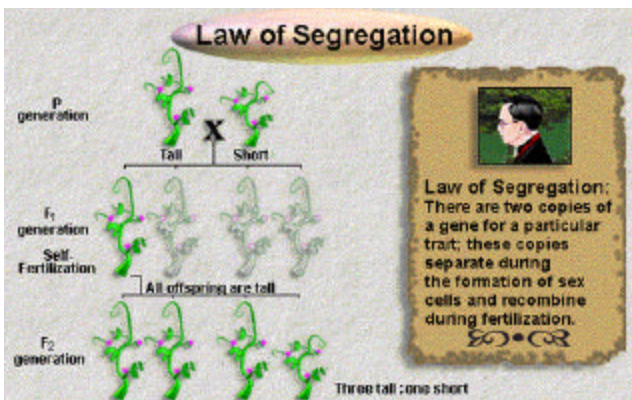 Law of Segregation
P
generation
X
Tall
Short
F1
generation
Self-
Fertilization
All offspring are tall
F2
generation
Three tall : one short
Law of Segregation:
There are two copies of
a gene for a particular
trait; these copies
separate during
the formation of sex
cells and recombine
during fertilization.